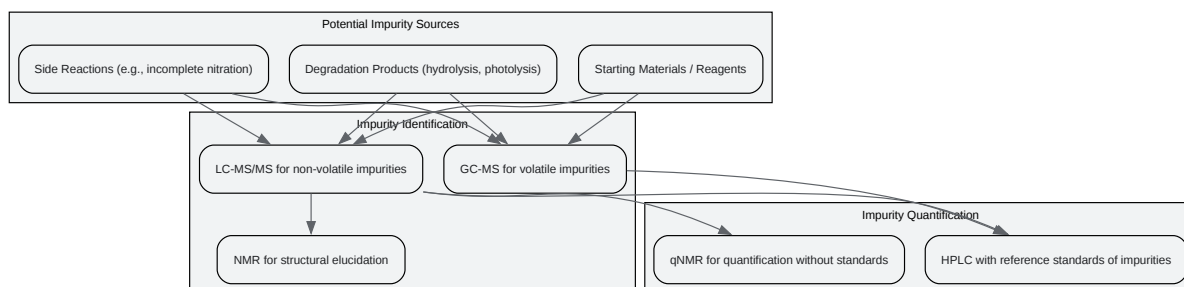 Potential Impurity Sources
Side Reactions (e.g., incomplete nitration)
Degradation Products (hydrolysis, photolysis)
Starting Materials / Reagents
Impurity Identification
LC-MS/MS for non-volatile impurities
GC-MS for volatile impurities
Impurity Quantification
NMR for structural elucidation
qNMR for quantification without standards
HPLC with reference standards of impurities